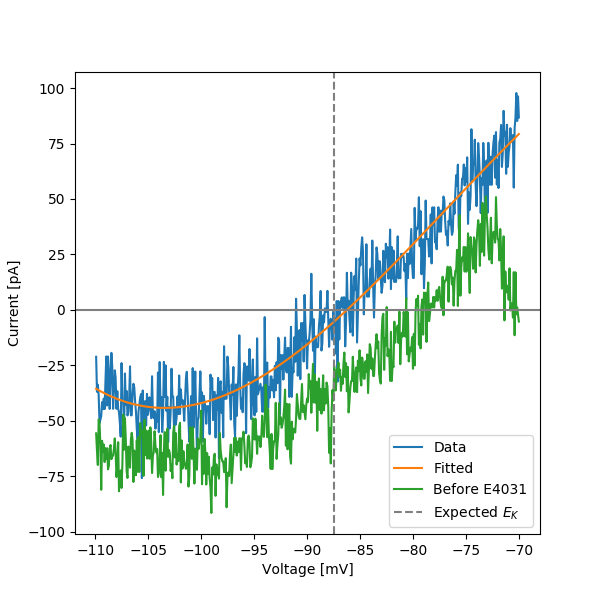 100
75
50
25
0
−25
−50
−75
−100
Current [pA]
Data
Fitted
Before E4031
Expected E_K
−110 −105 −100 −95 −90 −85 −80 −75 −70
Voltage [mV]